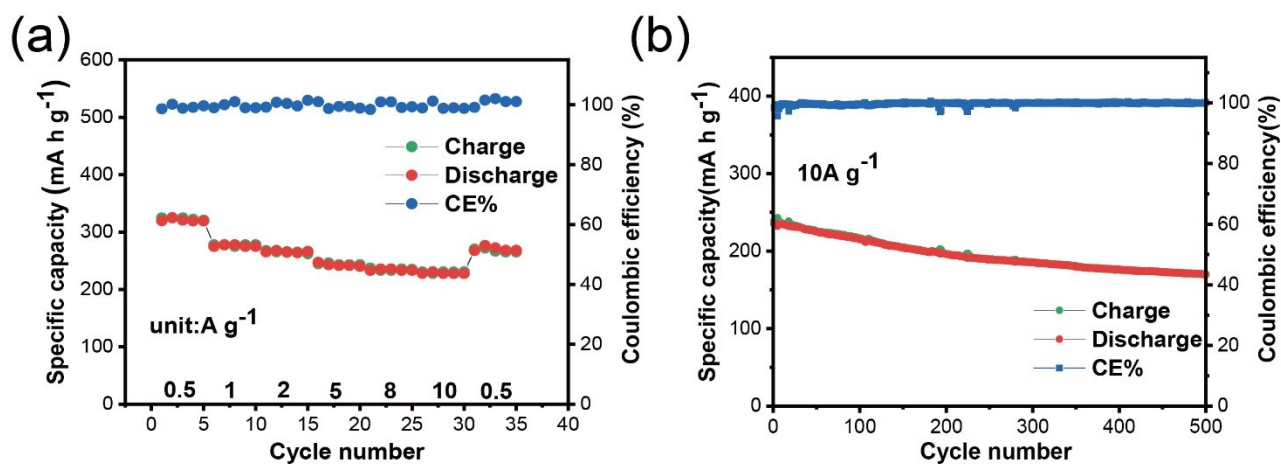 (a)
Specific capacity (mA h g-1)
600
500
400
300
200
100
0
Charge
Discharge
CE%
unit:A g-1
0.5 1 2 5 8 10 0.5
100
80
60
40
20
0
Coulombic efficiency (%)
0 5 10 15 20 25 30 35 40
Cycle number
(b)
Specific capacity(mA h g-1)
400
300
200
100
0
10A g-1
Charge
Discharge
CE%
100
80
60
40
20
0
Coulombic efficiency(%)
0 100 200 300 400 500
Cycle number